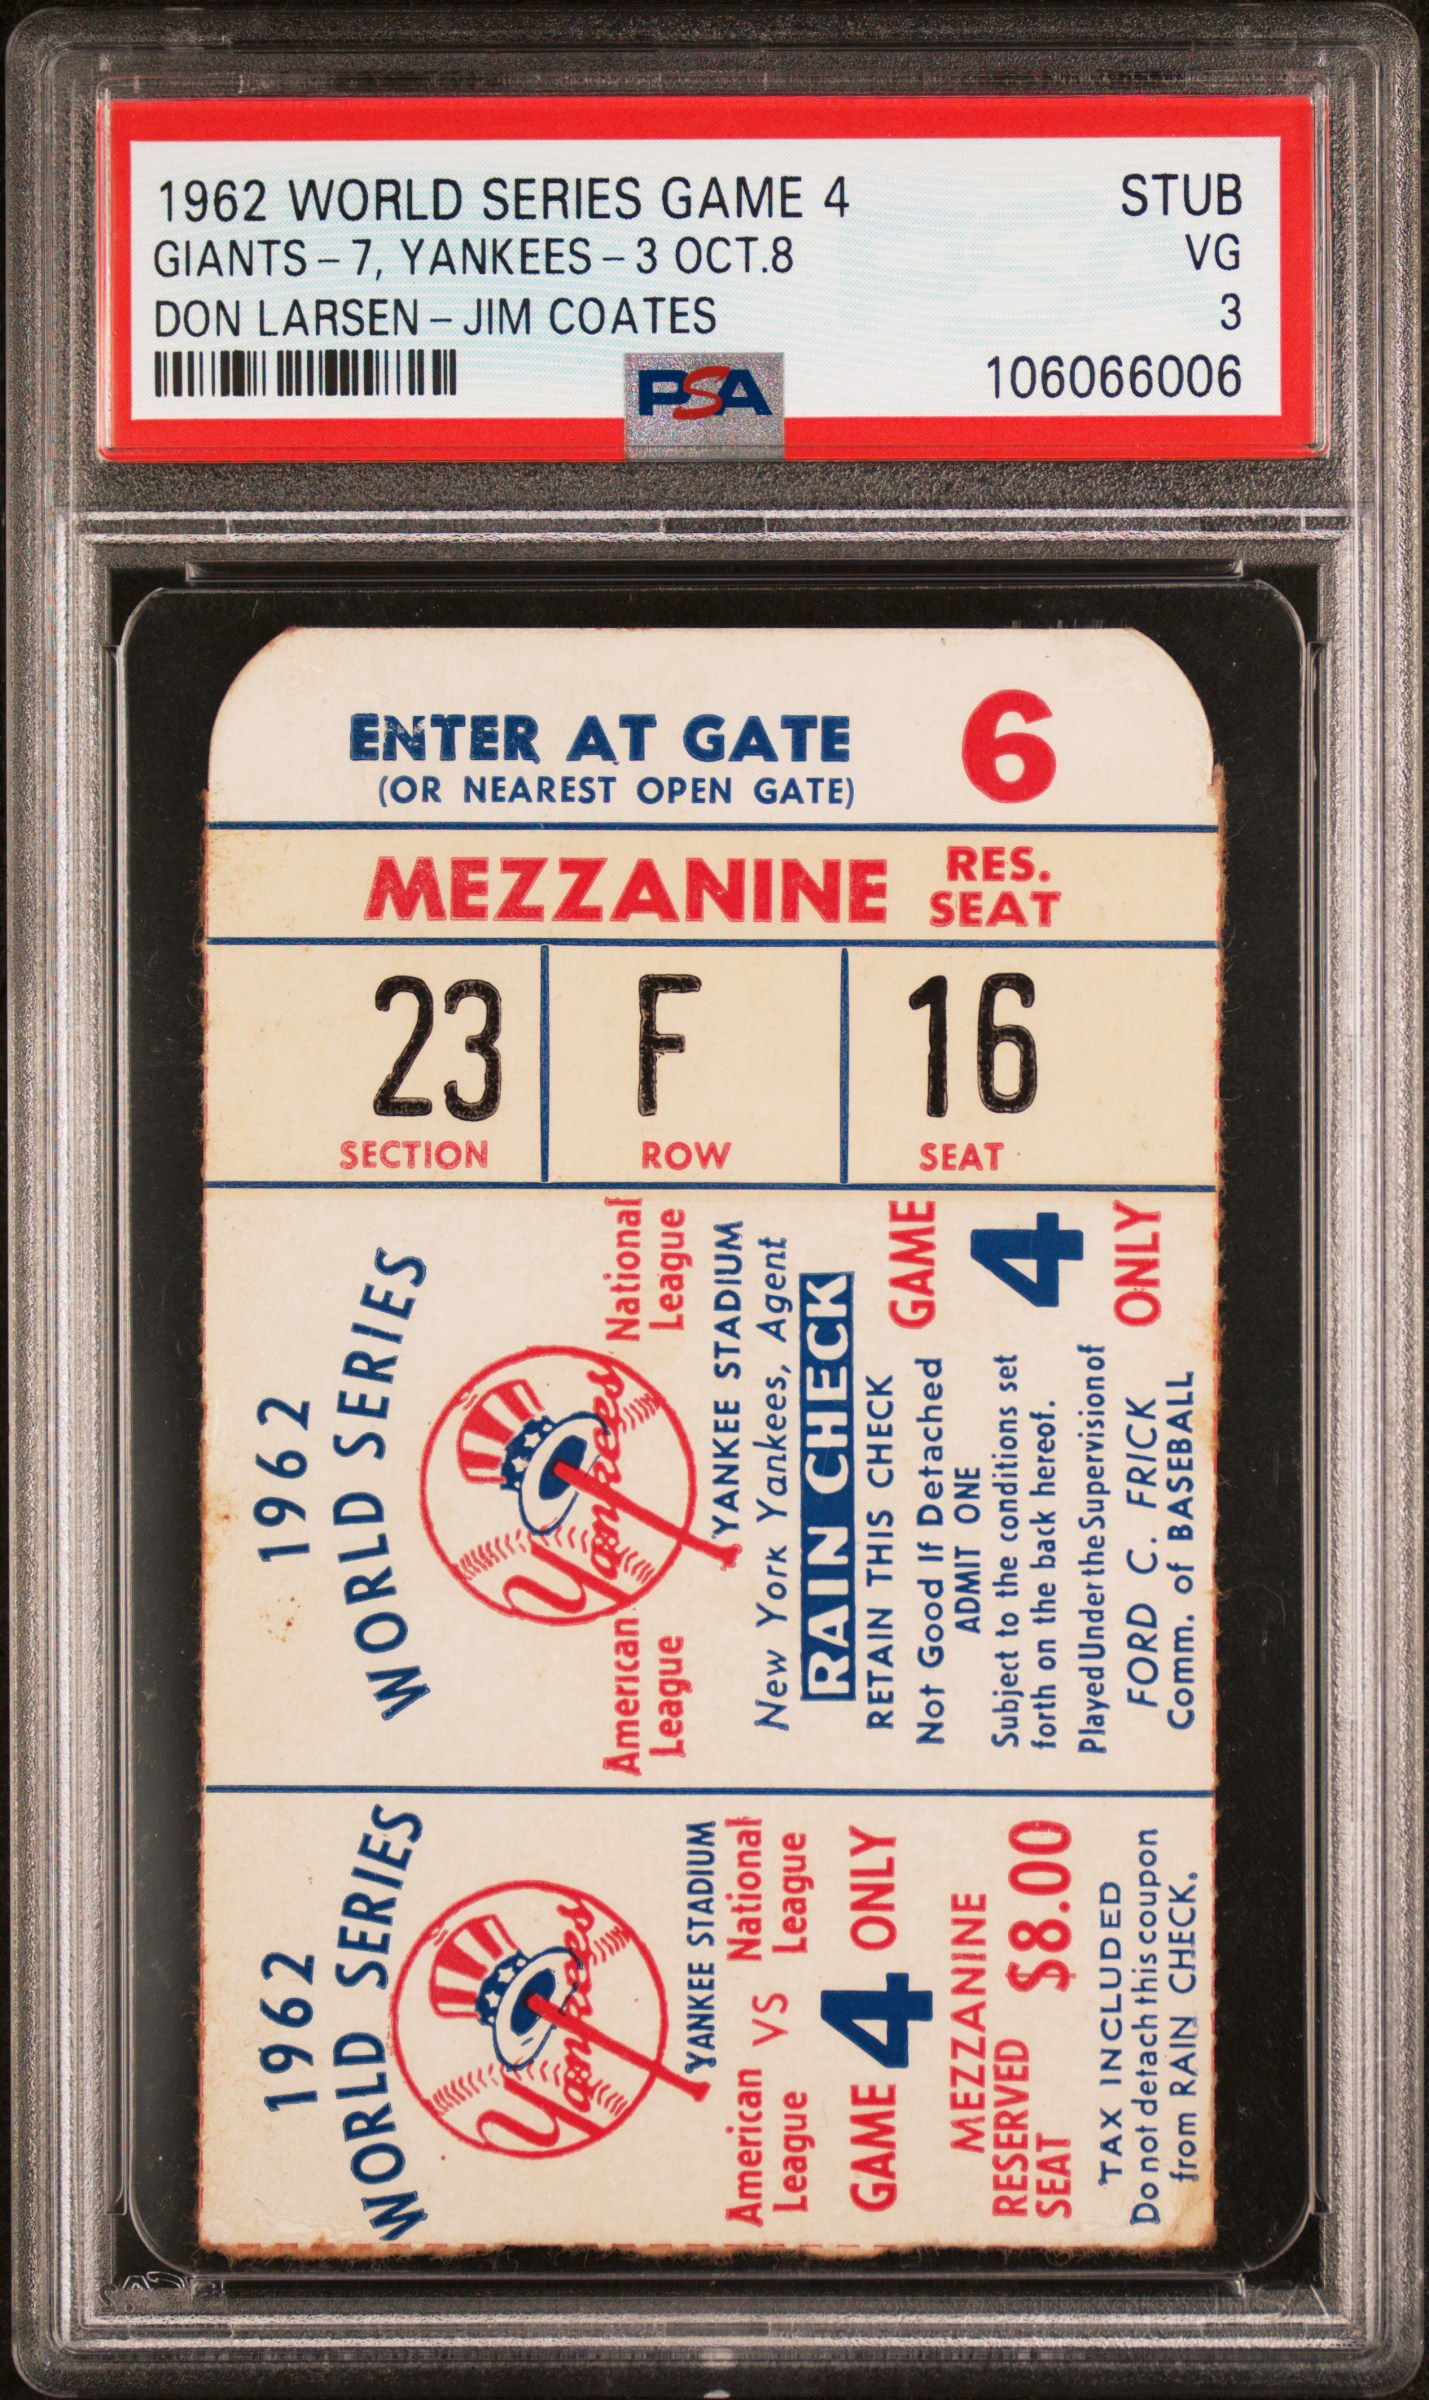 1962 WORLD SERIES GAME 4 STUB
GIANTS – 7, YANKEES – 3 OCT.8 VG
DON LARSEN – JIM COATES 3
PSA 106066006
ENTER AT GATE 6
(OR NEAREST OPEN GATE)
MEZZANINE RES. SEAT
23 F 16
SECTION ROW SEAT
1962
WORLD SERIES
Yankees
American League
National League
YANKEE STADIUM
New York Yankees, Agent
RAIN CHECK
RETAIN THIS CHECK
Not Good If Detached
ADMIT ONE
GAME
4
ONLY
Subject to the conditions set
forth on the back hereof.
Played Under the Supervision of
FORD C. FRICK
Comm. of BASEBALL
1962
WORLD SERIES
Yankees
YANKEE STADIUM
American League VS National League
GAME 4 ONLY
MEZZANINE
RESERVED SEAT $8.00
TAX INCLUDED
Do not detach this coupon
from RAIN CHECK.